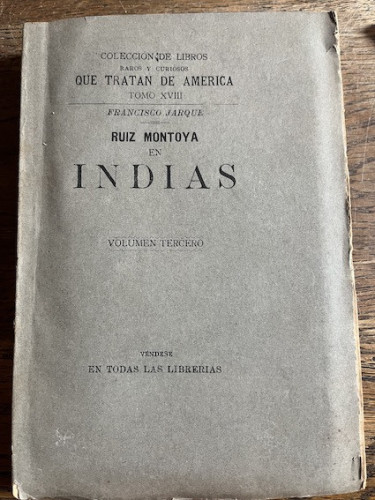 COLECCIÓN DE LIBROS
RAROS Y CURIOSOS
QUE TRATAN DE AMERICA
TOMO XVIII
FRANCISCO JARQUE
RUIZ MONTOYA
EN
INDIAS
VOLUMEN TERCERO
VÉNDESE
EN TODAS LAS LIBRERIAS